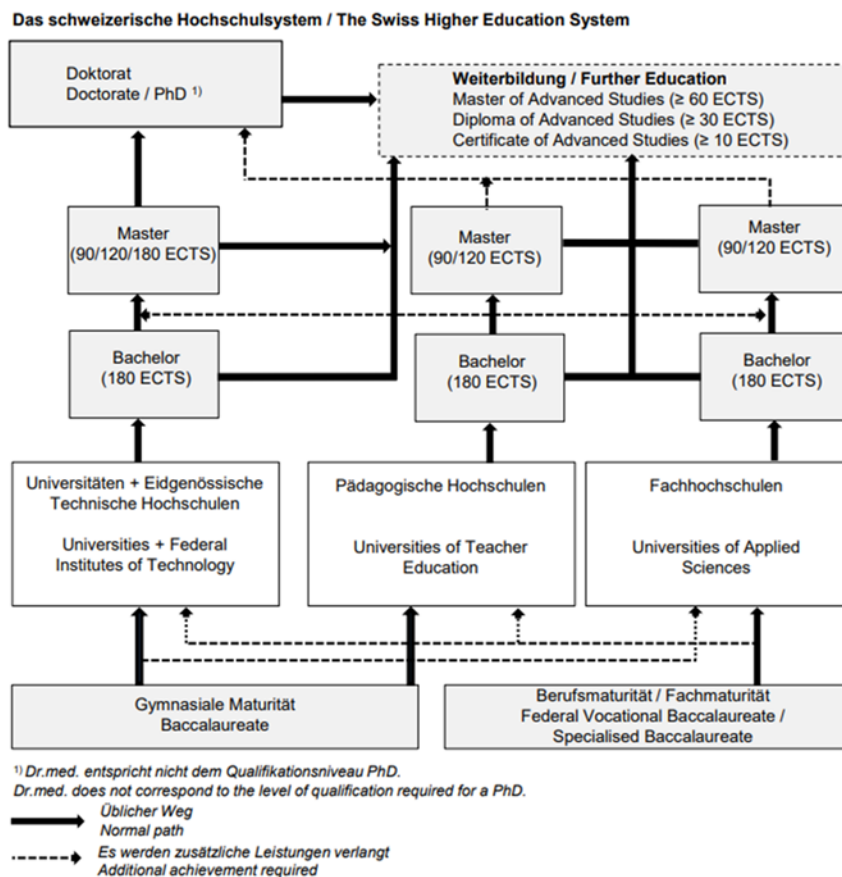 Das schweizerische Hochschulsystem / The Swiss Higher Education System
Doktorat
Doctorate / PhD ¹⁾
Weiterbildung / Further Education
Master of Advanced Studies (≥ 60 ECTS)
Diploma of Advanced Studies (≥ 30 ECTS)
Certificate of Advanced Studies (≥ 10 ECTS)
Master
(90/120/180 ECTS)
Master
(90/120 ECTS)
Master
(90/120 ECTS)
Bachelor
(180 ECTS)
Bachelor
(180 ECTS)
Bachelor
(180 ECTS)
Universitäten + Eidgenössische
Technische Hochschulen
Universities + Federal
Institutes of Technology
Pädagogische Hochschulen
Universities of Teacher
Education
Fachhochschulen
Universities of Applied
Sciences
Gymnasiale Maturität
Baccalaureate
Berufsmaturität / Fachmaturität
Federal Vocational Baccalaureate /
Specialised Baccalaureate
¹⁾ Dr.med. entspricht nicht dem Qualifikationsniveau PhD.
Dr.med. does not correspond to the level of qualification required for a PhD.
Üblicher Weg
Normal path
Es werden zusätzliche Leistungen verlangt
Additional achievement required